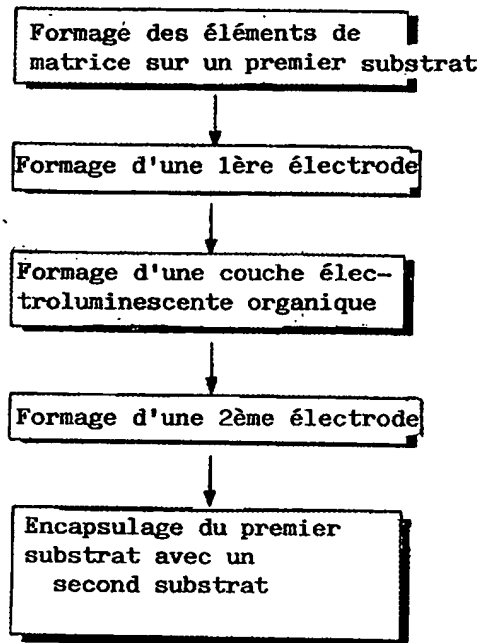 Formage des éléments de
matrice sur un premier substrat
Formage d'une 1ère électrode
Formage d'une couche élec-
troluminescente organique
Formage d'une 2ème électrode
Encapsulage du premier
substrat avec un
second substrat